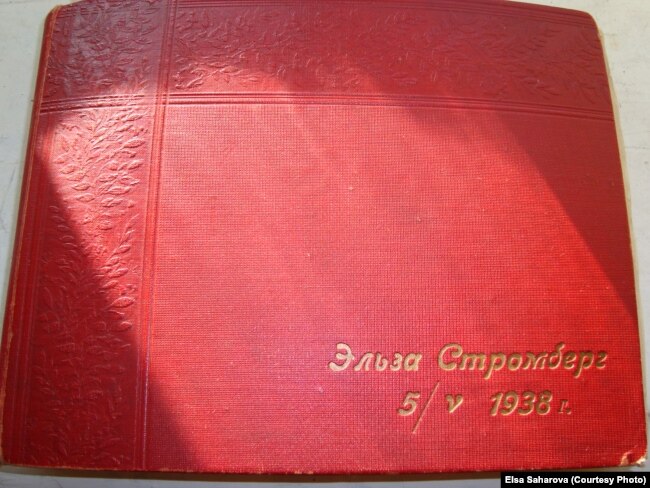 Эльза Стромберг
5/V 1938 г.
Elsa Saharova (Courtesy Photo)